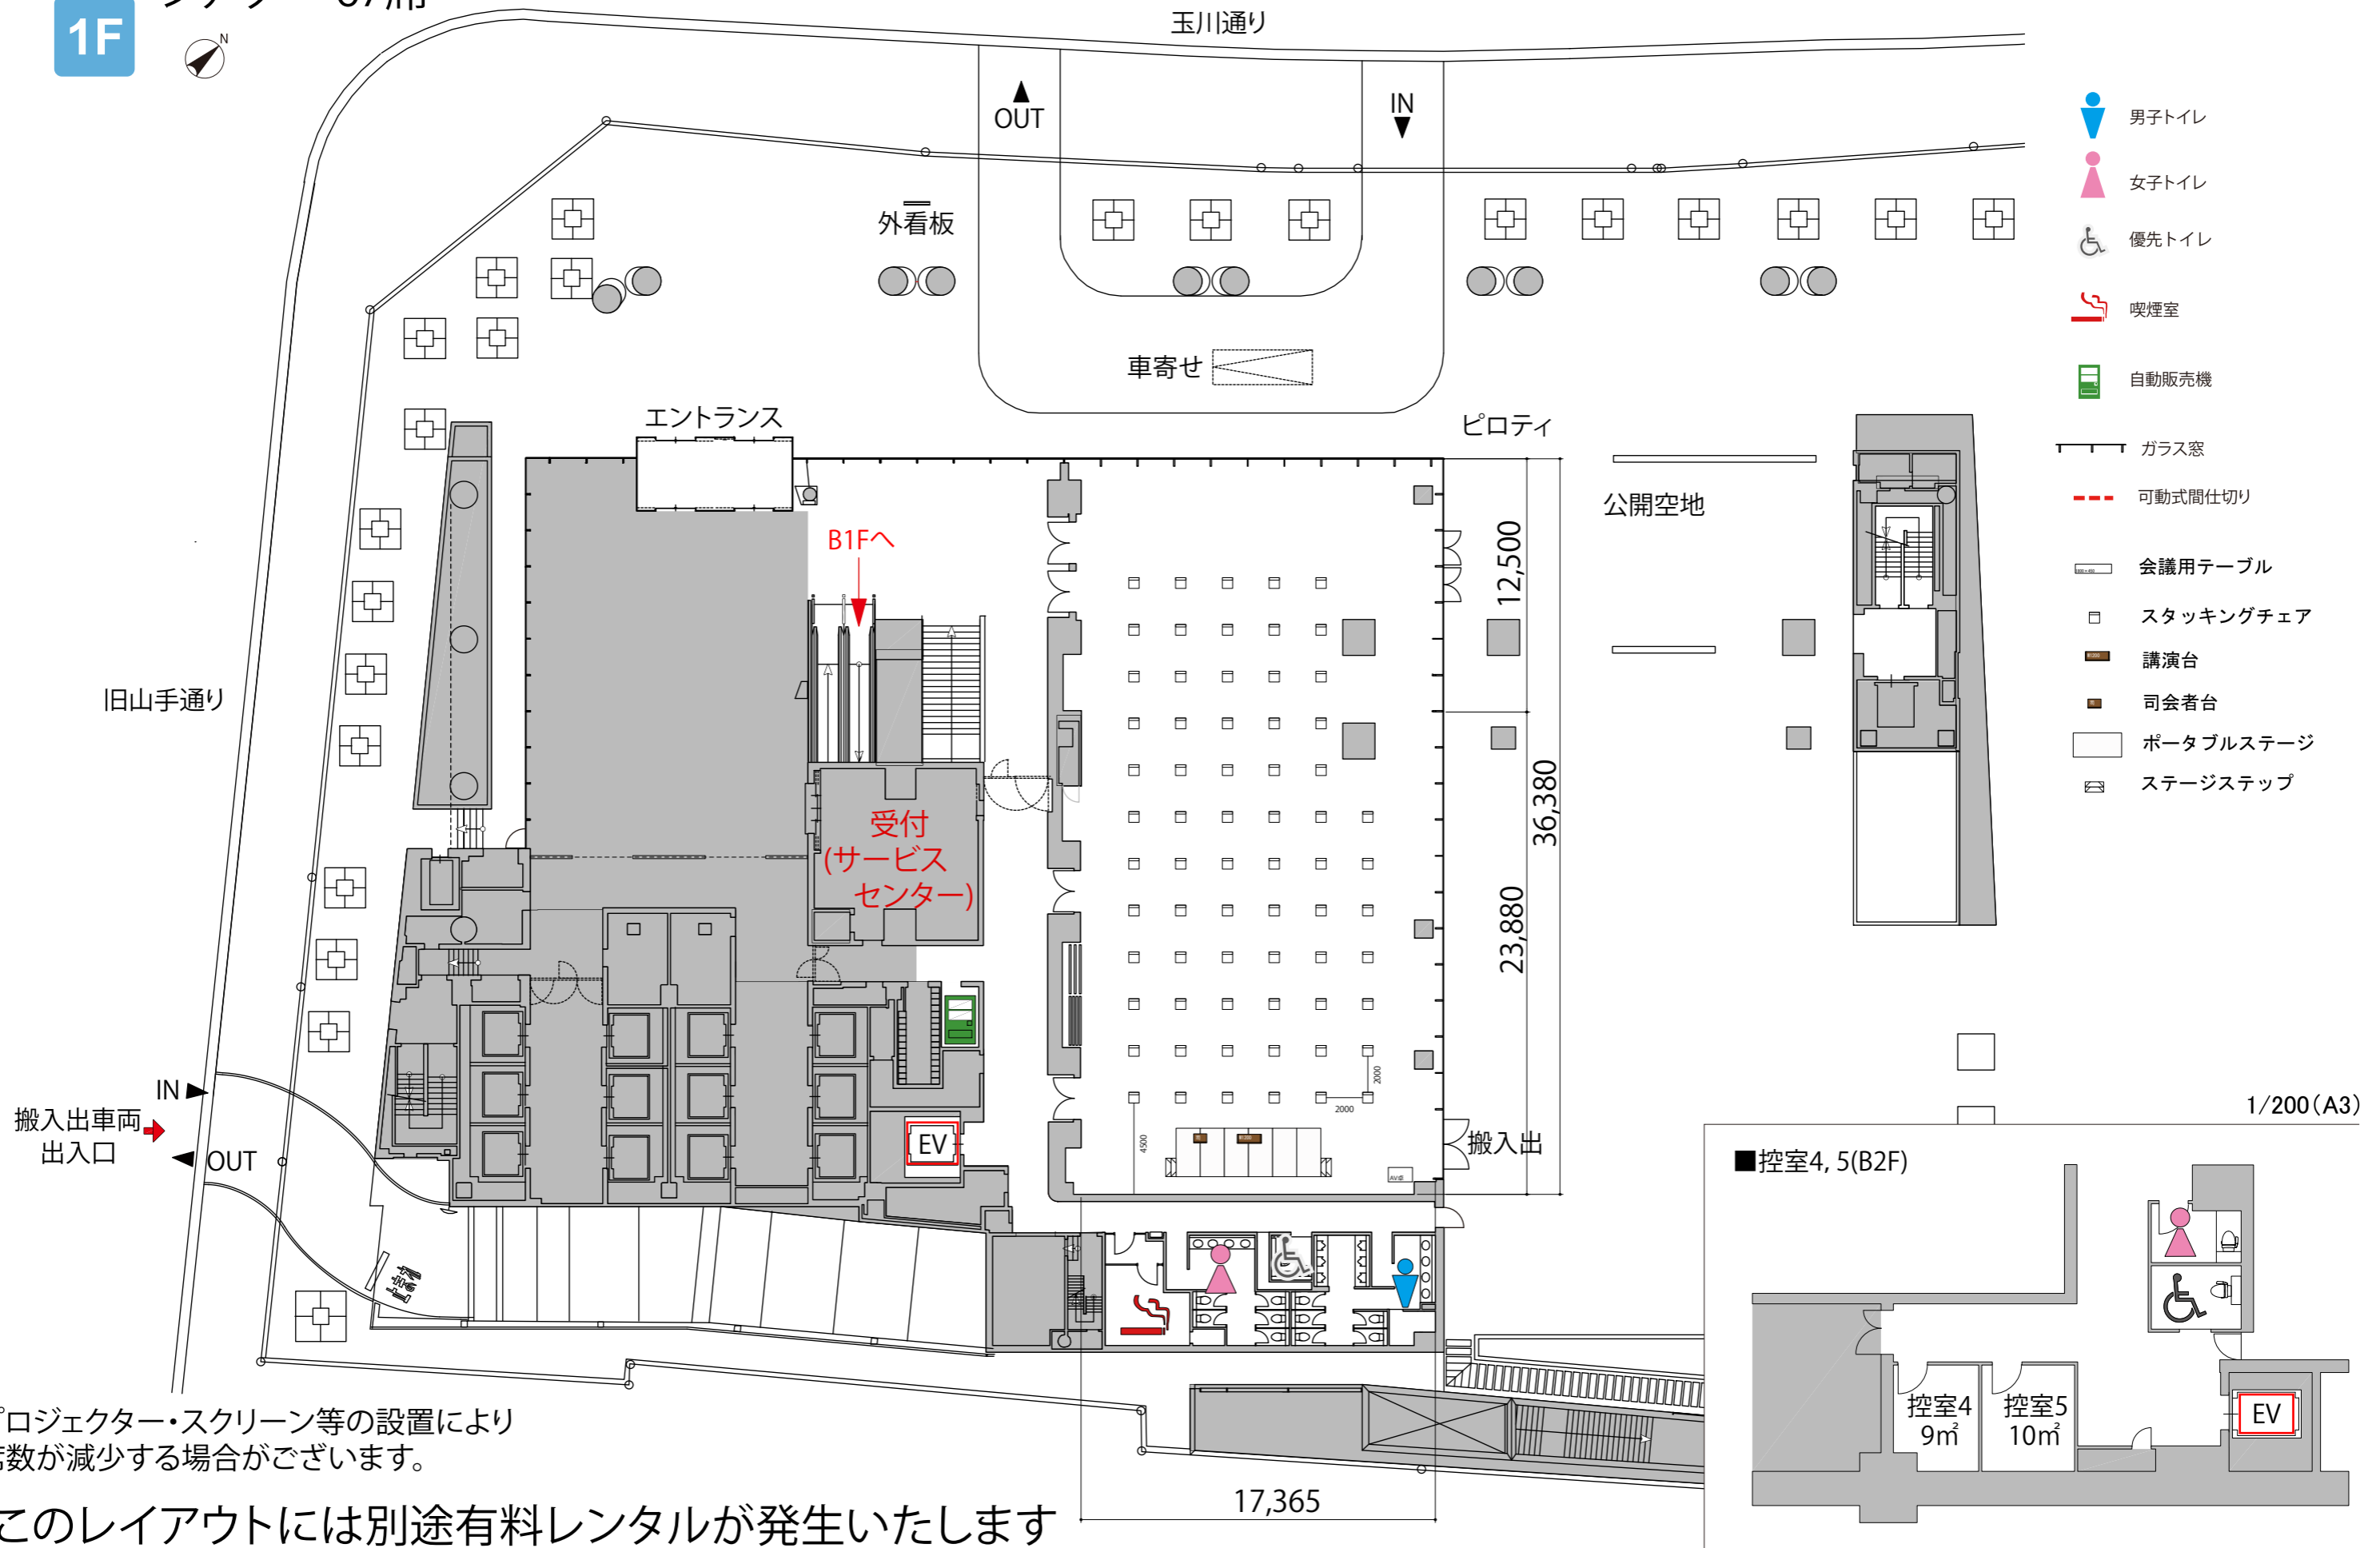 1F
N
玉川通り
OUT
IN
外看板
車寄せ
エントランス
ピロティ
公開空地
B1Fへ
旧山手通り
受付
(サービス
センター)
12,500
36,380
23,880
2000
2000
4500
IN
搬入出車両
出入口
OUT
EV
搬入出
17,365
男子トイレ
女子トイレ
優先トイレ
喫煙室
自動販売機
ガラス窓
可動式間仕切り
会議用テーブル
スタッキングチェア
講演台
司会者台
ポータブルステージ
ステージステップ
1/200(A3)
■控室4, 5(B2F)
控室4
9㎡
控室5
10㎡
EV
プロジェクター・スクリーン等の設置により
席数が減少する場合がございます。
このレイアウトには別途有料レンタルが発生いたします